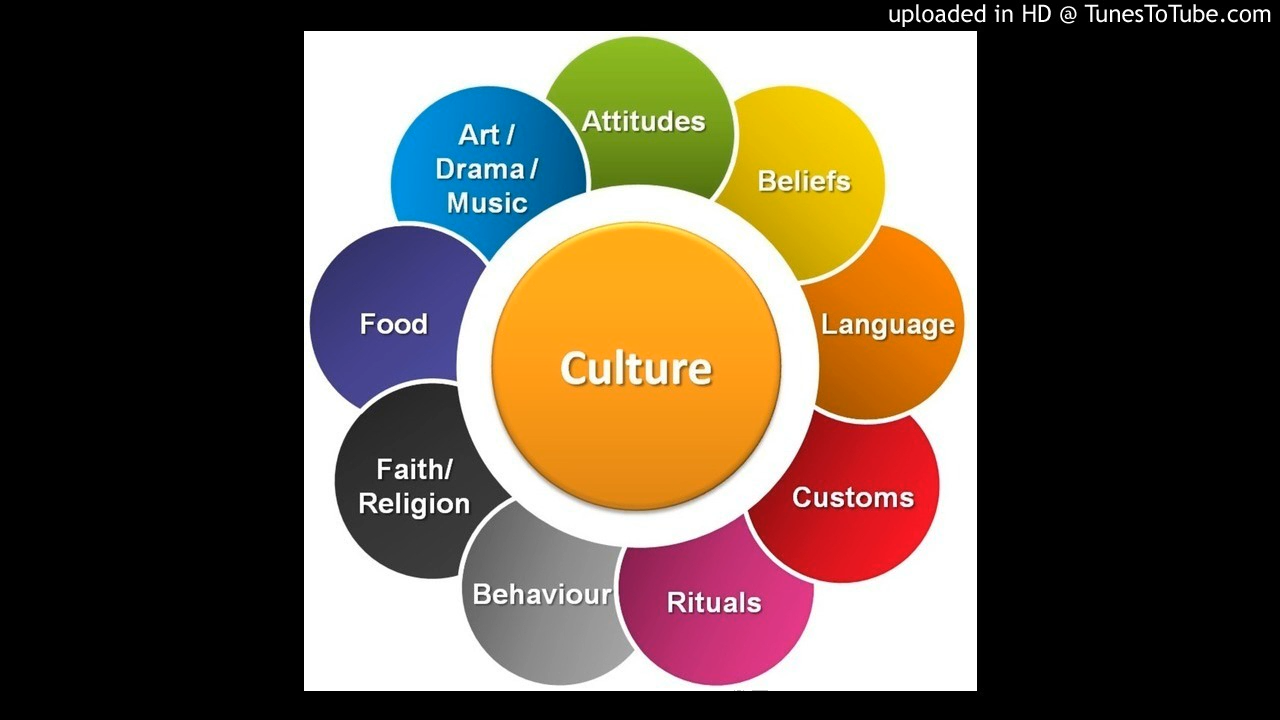 uploaded in HD @ TunesToTube.com
Attitudes
Beliefs
Language
Customs
Rituals
Behaviour
Faith/
Religion
Food
Art /
Drama /
Music
Culture